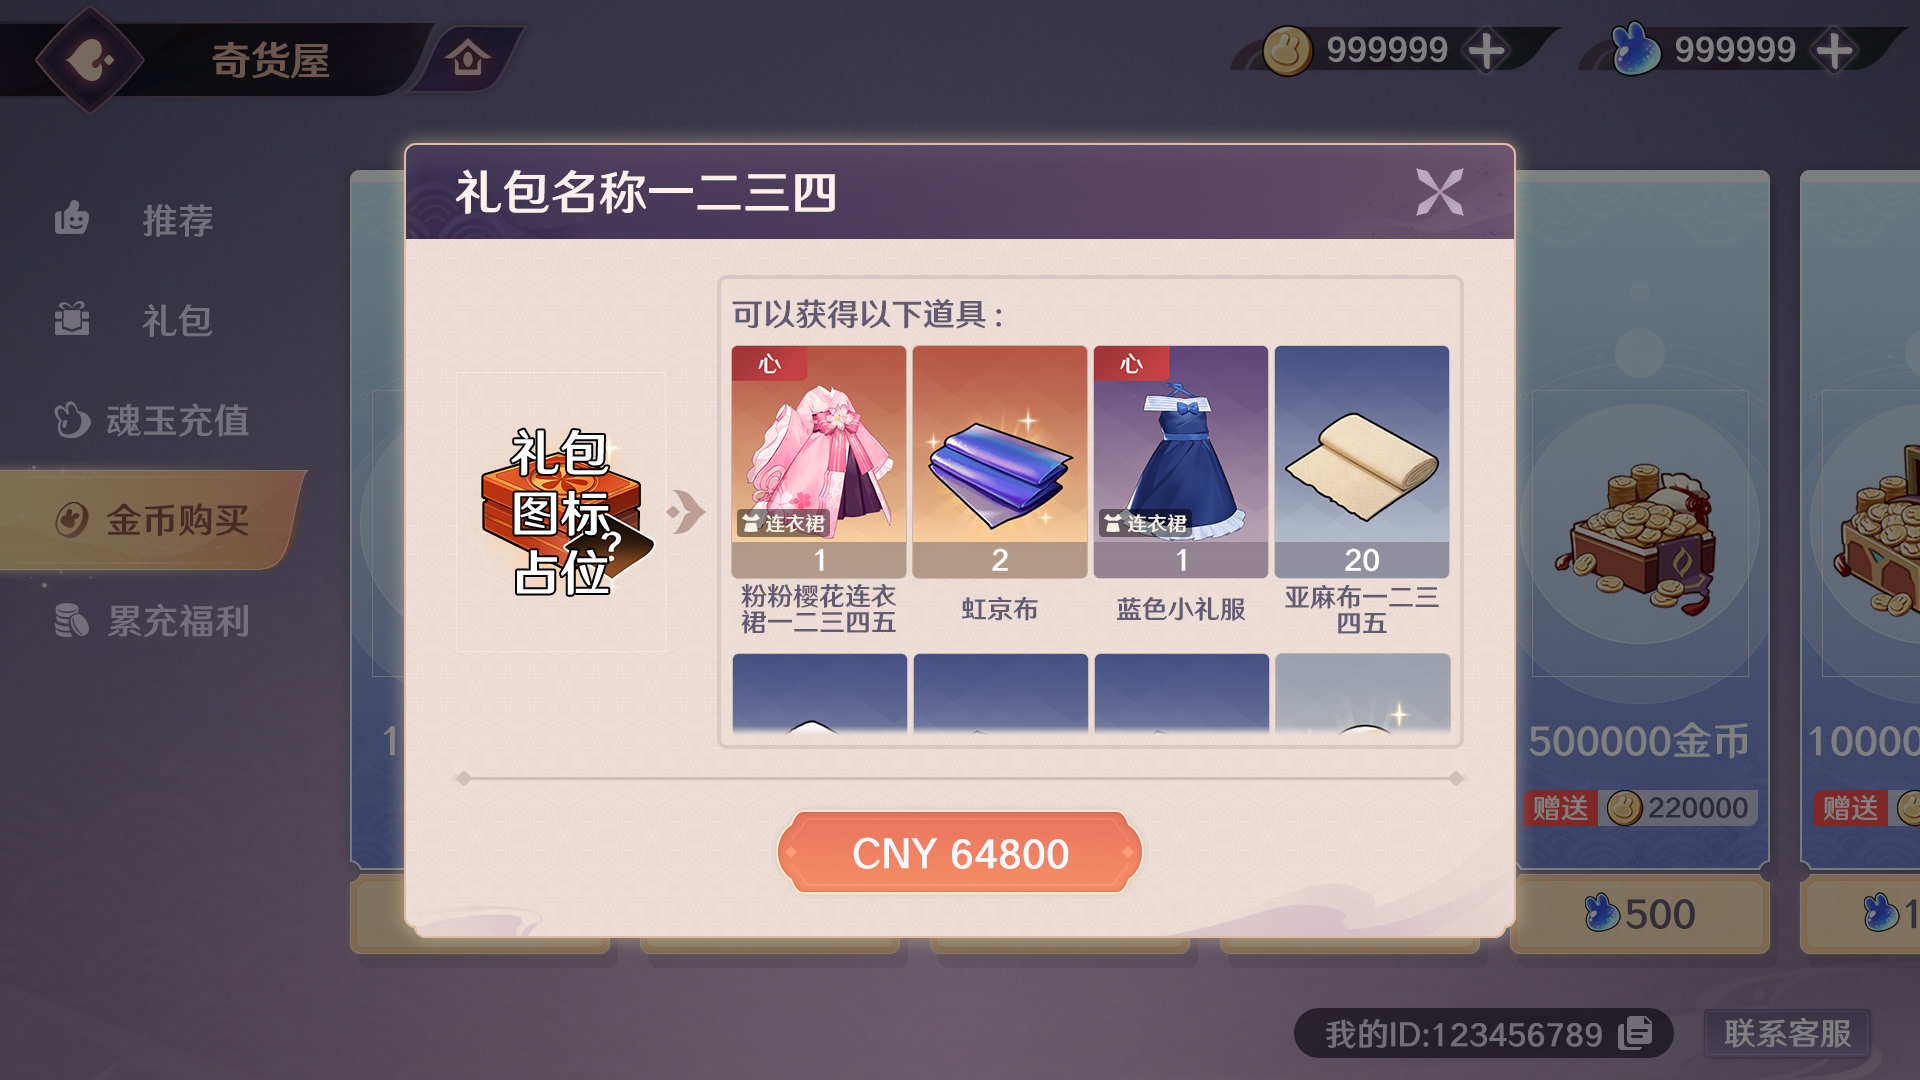 奇货屋
999999
999999
推荐
礼包
魂玉充值
金币购买
累充福利
礼包名称一二三四
礼包
图标
占位
?
可以获得以下道具：
心
连衣裙
1
粉粉樱花连衣
裙一二三四五
2
虹京布
心
连衣裙
1
蓝色小礼服
20
亚麻布一二三
四五
CNY 64800
1
500000金币
赠送
220000
500
10000
赠送
1
我的ID:123456789
联系客服